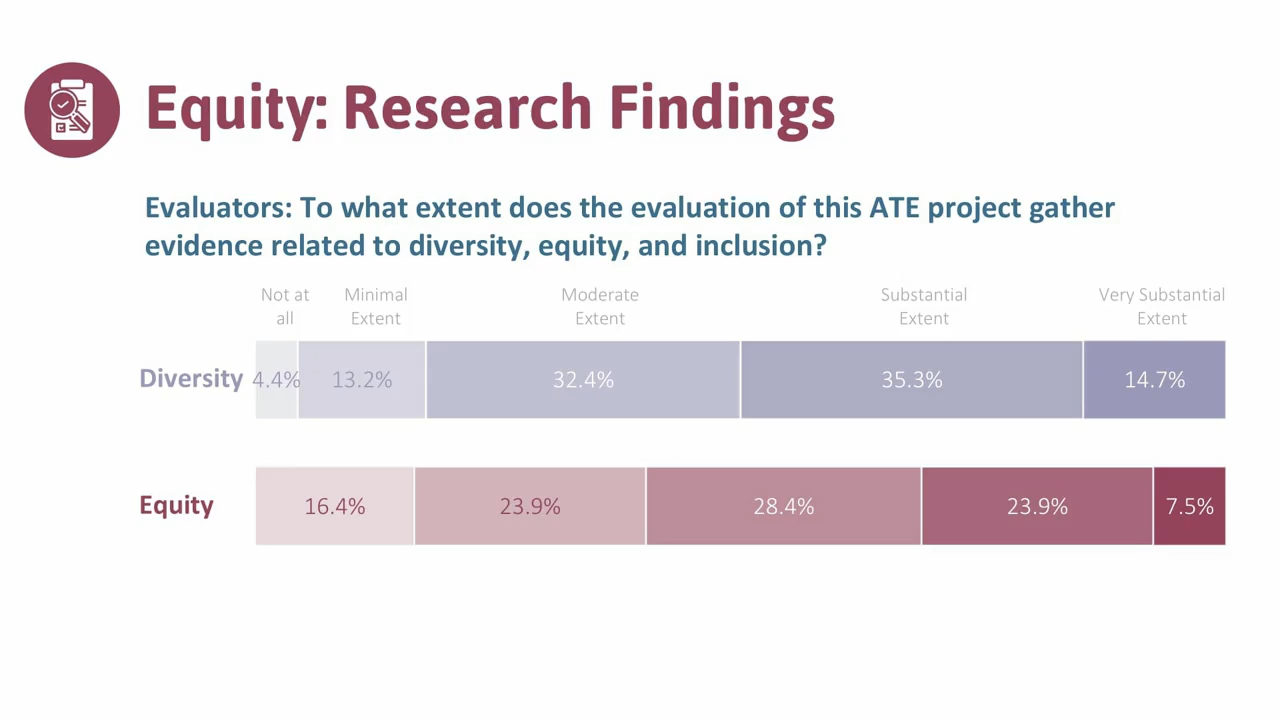 Equity: Research Findings
Evaluators: To what extent does the evaluation of this ATE project gather
evidence related to diversity, equity, and inclusion?
Not at
all
Minimal
Extent
Moderate
Extent
Substantial
Extent
Very Substantial
Extent
Diversity 4.4% 13.2% 32.4% 35.3% 14.7%
Equity 16.4% 23.9% 28.4% 23.9% 7.5%